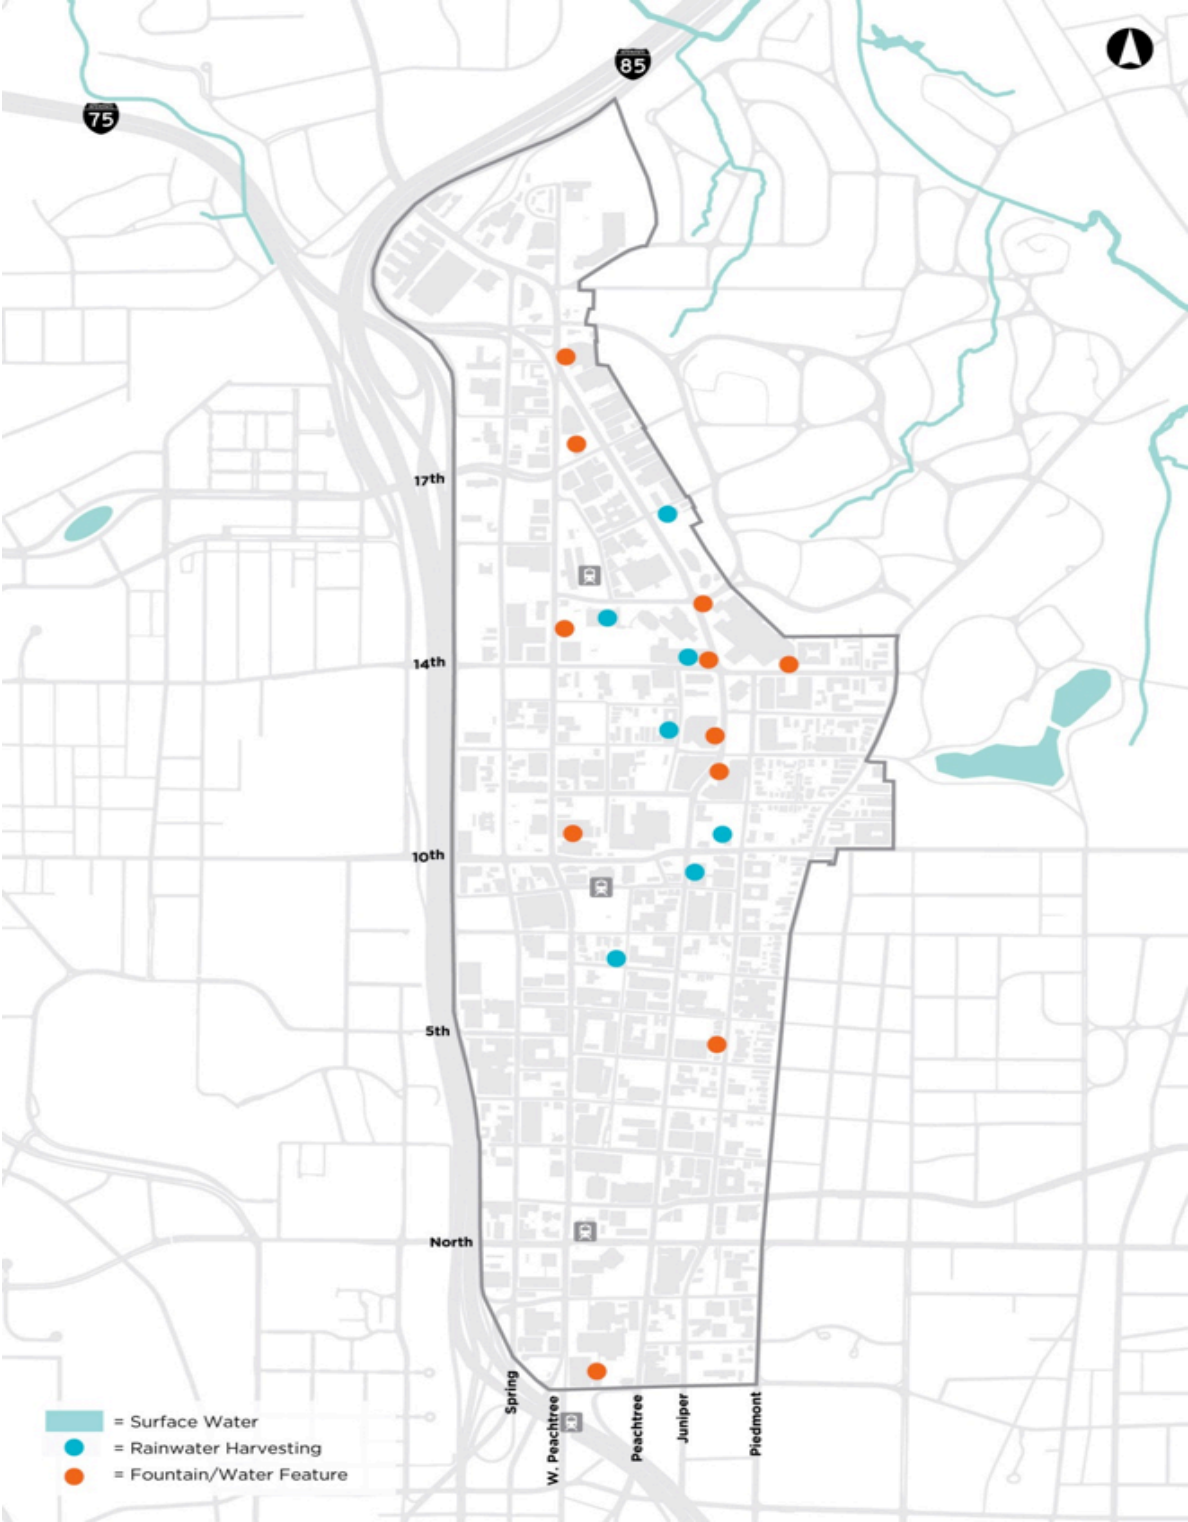 85
75
17th
14th
10th
5th
North
Spring
W. Peachtree
Peachtree
Juniper
Piedmont
= Surface Water
= Rainwater Harvesting
= Fountain/Water Feature